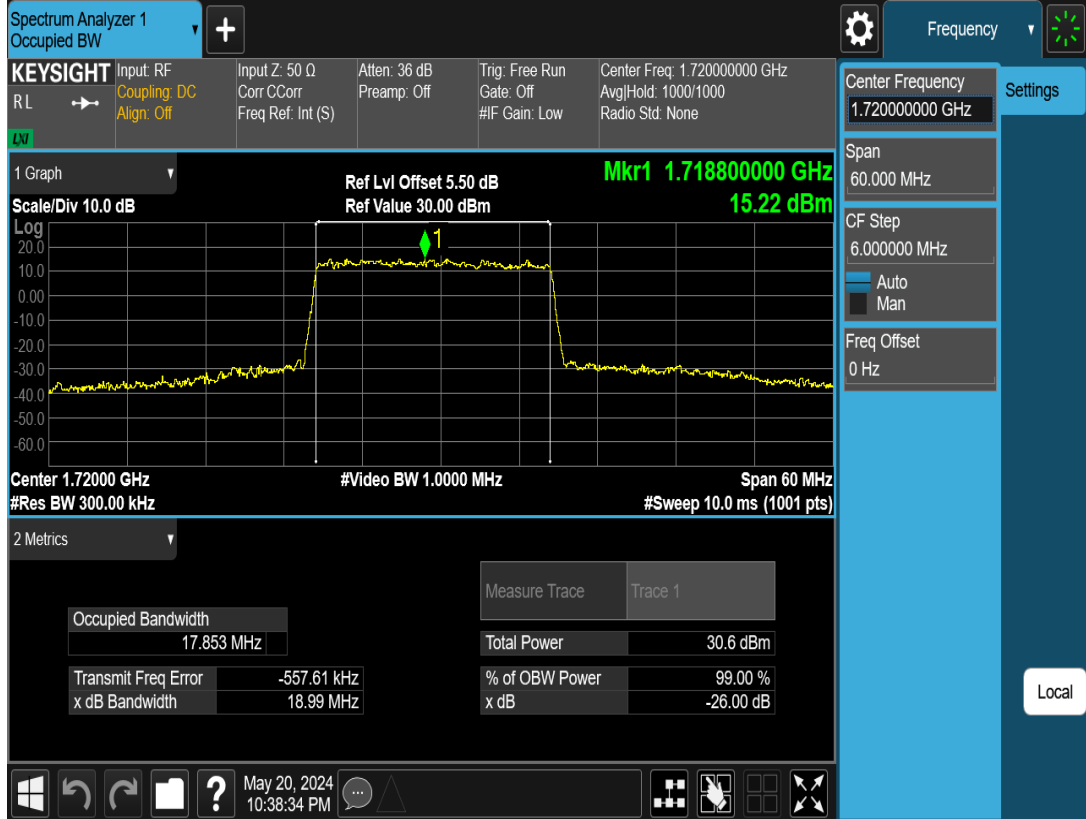 Spectrum Analyzer 1
Occupied BW
+
Frequency
KEYSIGHT
RL
LXI
Input: RF
Coupling: DC
Align: Off
Input Z: 50 Ω
Corr CCorr
Freq Ref: Int (S)
Atten: 36 dB
Preamp: Off
Trig: Free Run
Gate: Off
#IF Gain: Low
Center Freq: 1.720000000 GHz
Avg|Hold: 1000/1000
Radio Std: None
Center Frequency
1.720000000 GHz
Settings
Span
60.000 MHz
CF Step
6.000000 MHz
Auto
Man
Freq Offset
0 Hz
Local
1 Graph
Scale/Div 10.0 dB
Ref Lvl Offset 5.50 dB
Ref Value 30.00 dBm
Mkr1 1.718800000 GHz
15.22 dBm
Log
20.0
10.0
0.00
-10.0
-20.0
-30.0
-40.0
-50.0
-60.0
1
Center 1.72000 GHz
#Video BW 1.0000 MHz
Span 60 MHz
#Res BW 300.00 kHz
#Sweep 10.0 ms (1001 pts)
2 Metrics
Measure Trace Trace 1
Occupied Bandwidth
17.853 MHz
Total Power 30.6 dBm
Transmit Freq Error -557.61 kHz
% of OBW Power 99.00 %
x dB Bandwidth 18.99 MHz
x dB -26.00 dB
?
May 20, 2024
10:38:34 PM